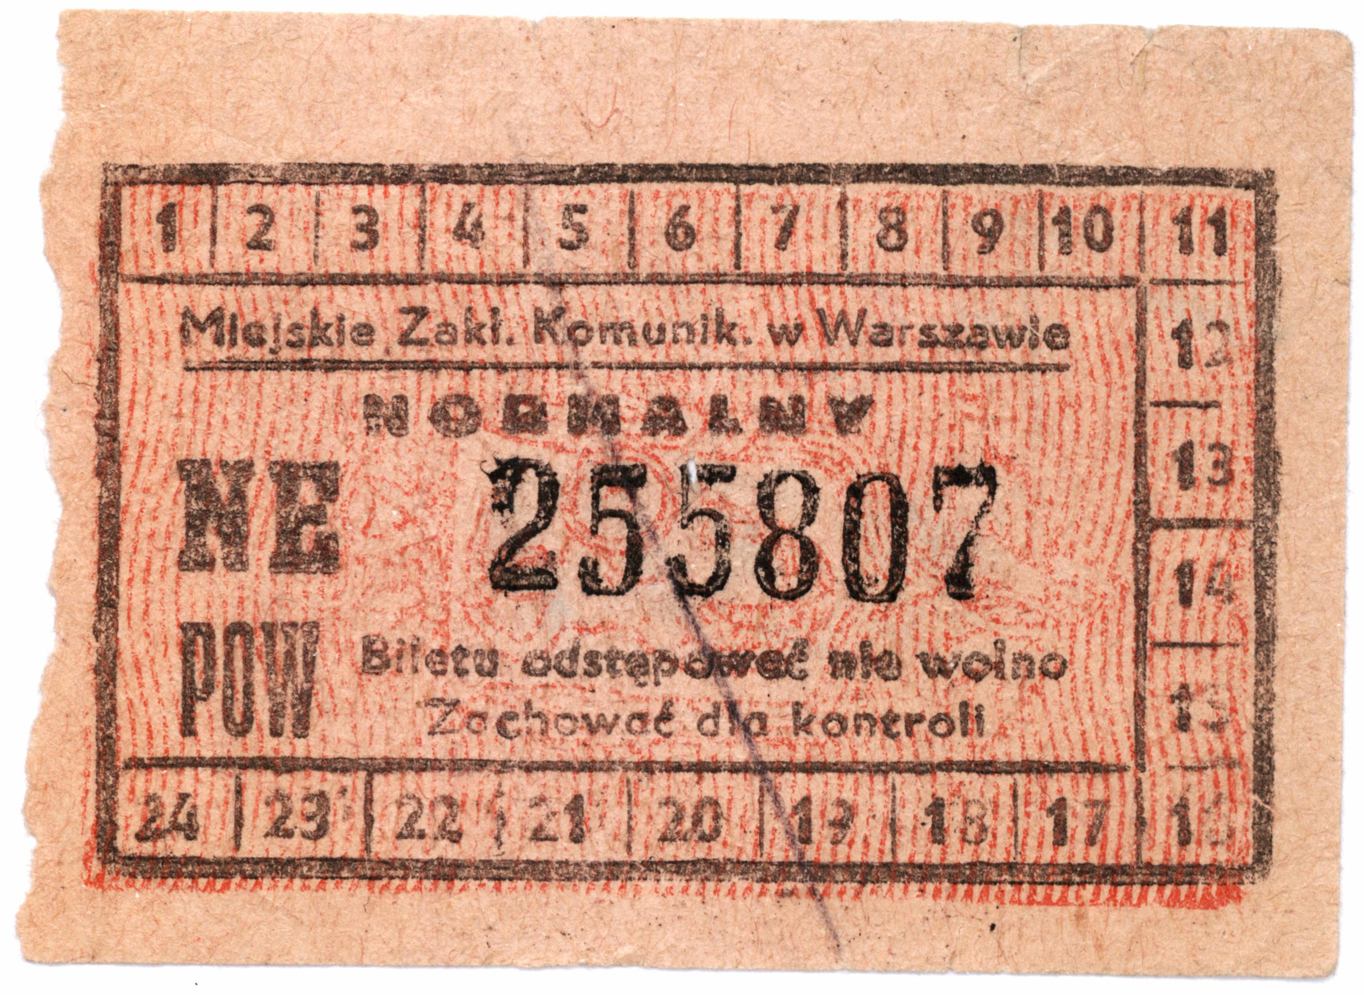 1 2 3 4 5 6 7 8 9 10 11
12
13
14
15
16
Miejskie Zakł. Komunik. w Warszawie
NORMALNY
NE 255807
POW
Biletu odstępować nie wolno
Zachować dla kontroli
24 23 22 21 20 19 18 17